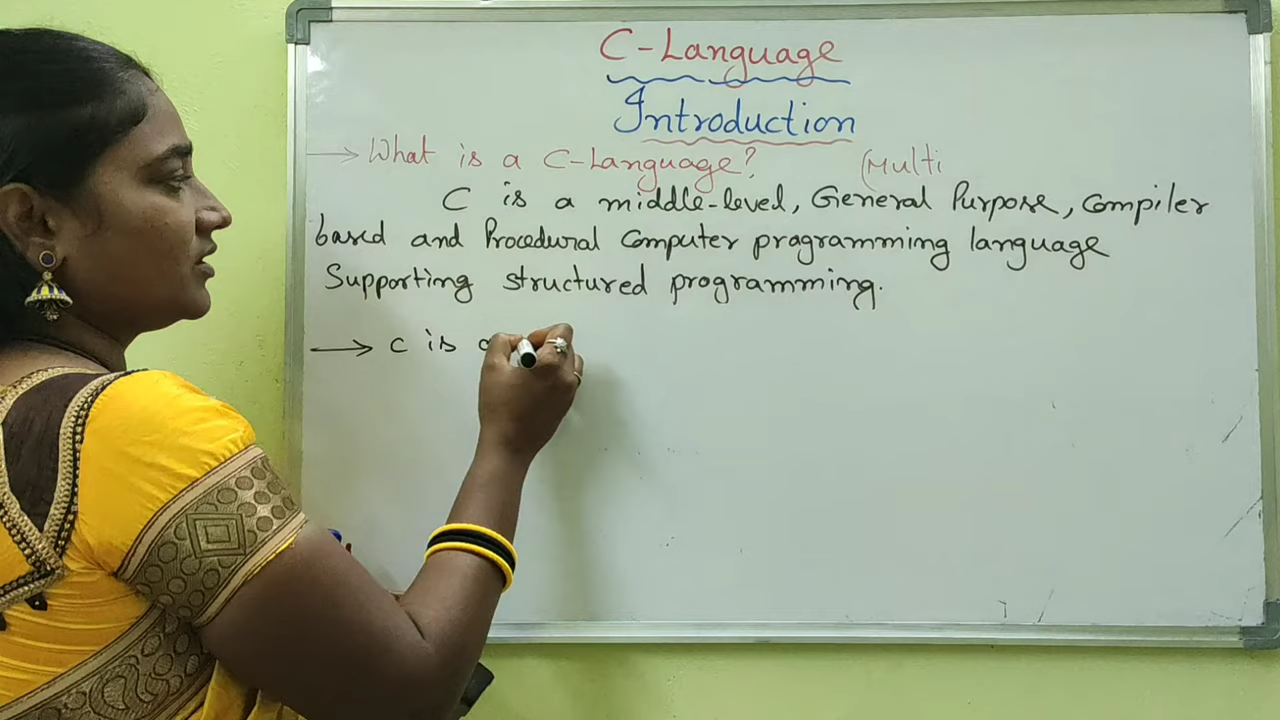 C-Language
Introduction
→ What is a C-Language? (Multi
C is a middle-level, General Purpose, Compiler
based and Procedural Computer programming language
Supporting structured programming.
→ C is a